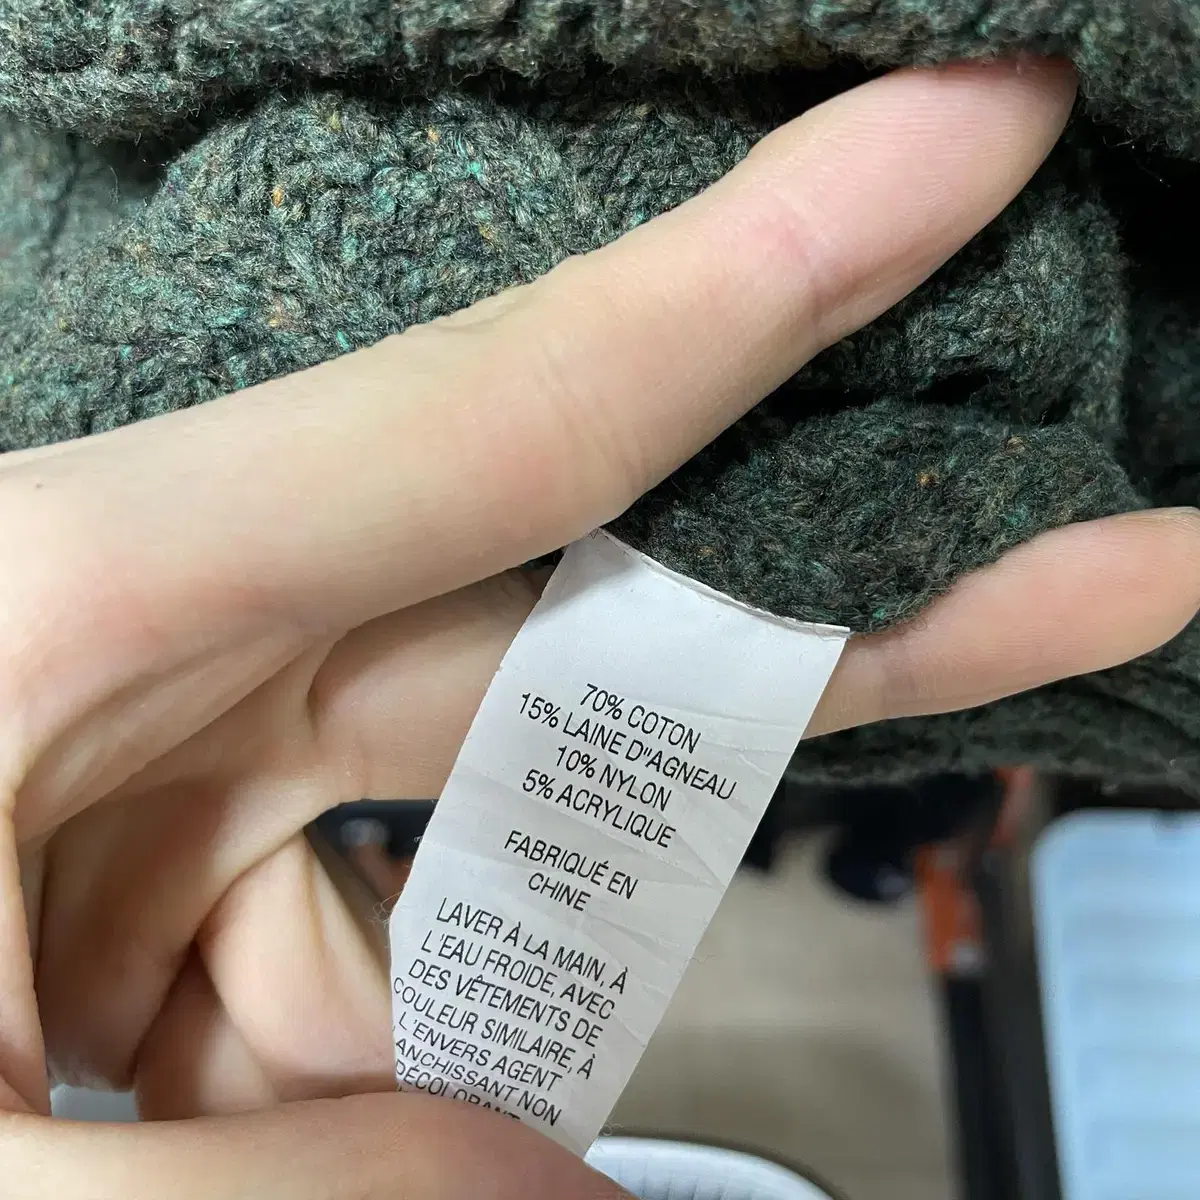 70% COTON
15% LAINE D"AGNEAU
10% NYLON
5% ACRYLIQUE
FABRIQUÉ EN
CHINE
LAVER À LA MAIN, À
L'EAU FROIDE, AVEC
DES VÊTEMENTS DE
COULEUR SIMILAIRE, À
L'ENVERS AGENT
ANCHISSANT NON
DÉCOLORANT